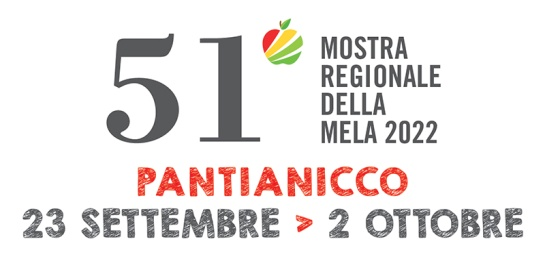 51
MOSTRA
REGIONALE
DELLA
MELA 2022
PANTIANICCO
23 SETTEMBRE > 2 OTTOBRE